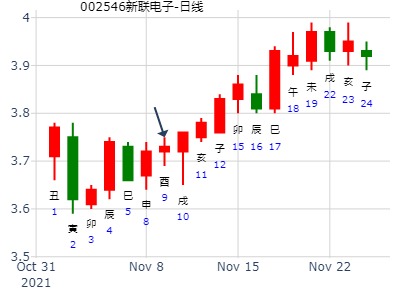 002546新联电子-日线
4
3.9
3.8
3.7
3.6
3.5
丑
1
寅
2
卯
3
辰
4
巳
5
申
8
酉
9
戌
10
亥
11
子
12
卯
15
辰
16
巳
17
午
18
未
19
戌
22
亥
23
子
24
Oct 31
2021
Nov 8
Nov 15
Nov 22